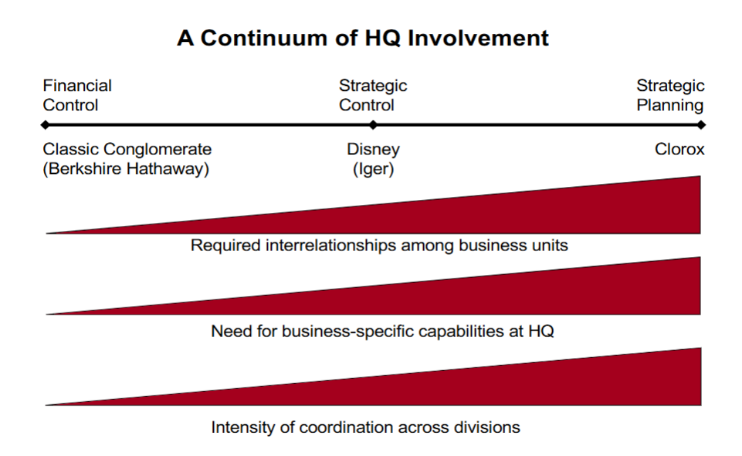 A Continuum of HQ Involvement
Financial Control
Strategic Control
Strategic Planning
Classic Conglomerate (Berkshire Hathaway)
Disney (Iger)
Clorox
Required interrelationships among business units
Need for business-specific capabilities at HQ
Intensity of coordination across divisions